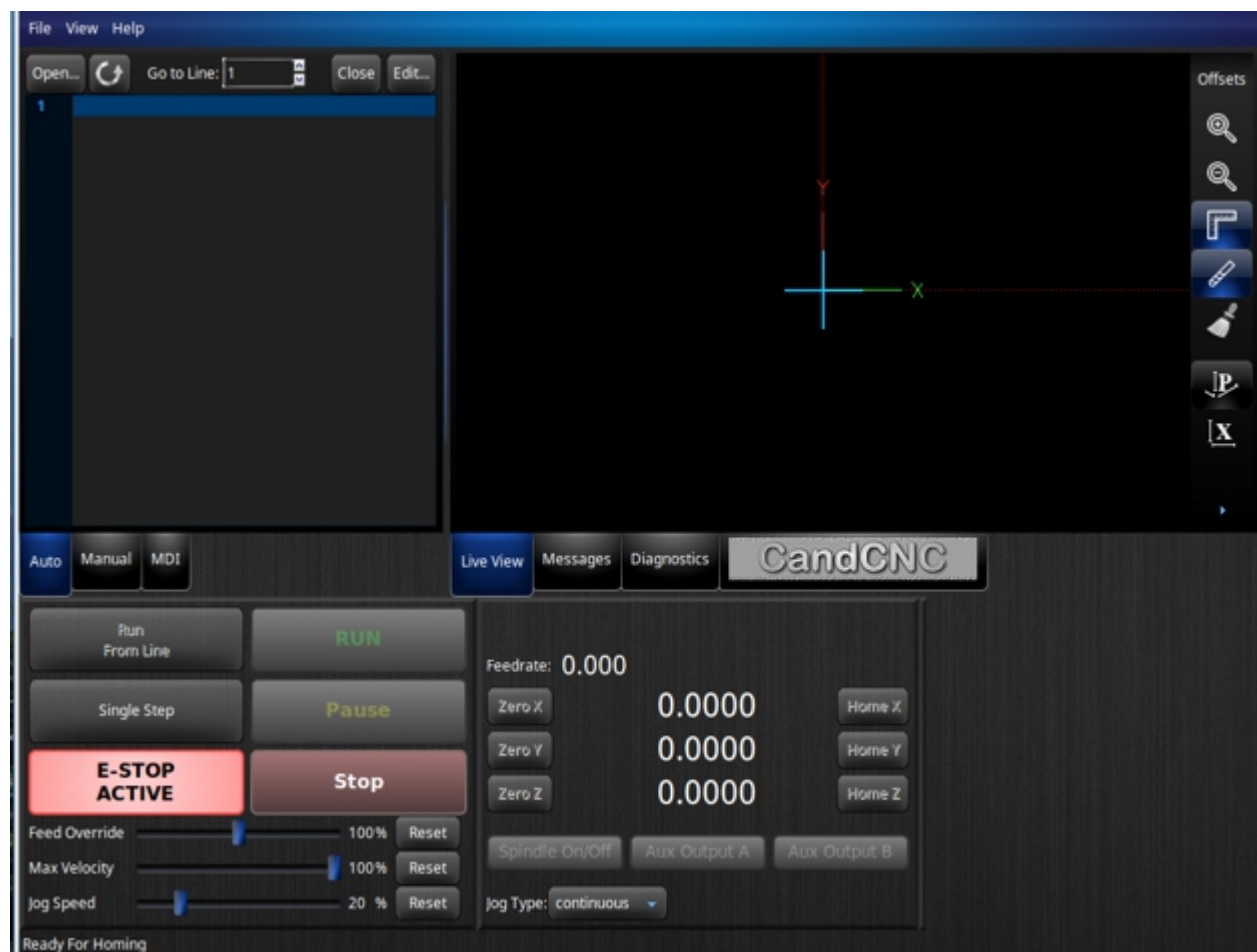 File View Help
Open... Go to Line: 1 Close Edit...
1
Offsets
Y
X
P
X
Auto Manual MDI
Live View Messages Diagnostics CandCNC
Run
From Line
RUN
Single Step
Pause
E-STOP
ACTIVE
Stop
Feed Override 100% Reset
Max Velocity 100% Reset
Jog Speed 20 % Reset
Feedrate: 0.000
Zero X 0.0000 Home X
Zero Y 0.0000 Home Y
Zero Z 0.0000 Home Z
Spindle On/Off Aux Output A Aux Output B
Jog Type: continuous
Ready For Homing